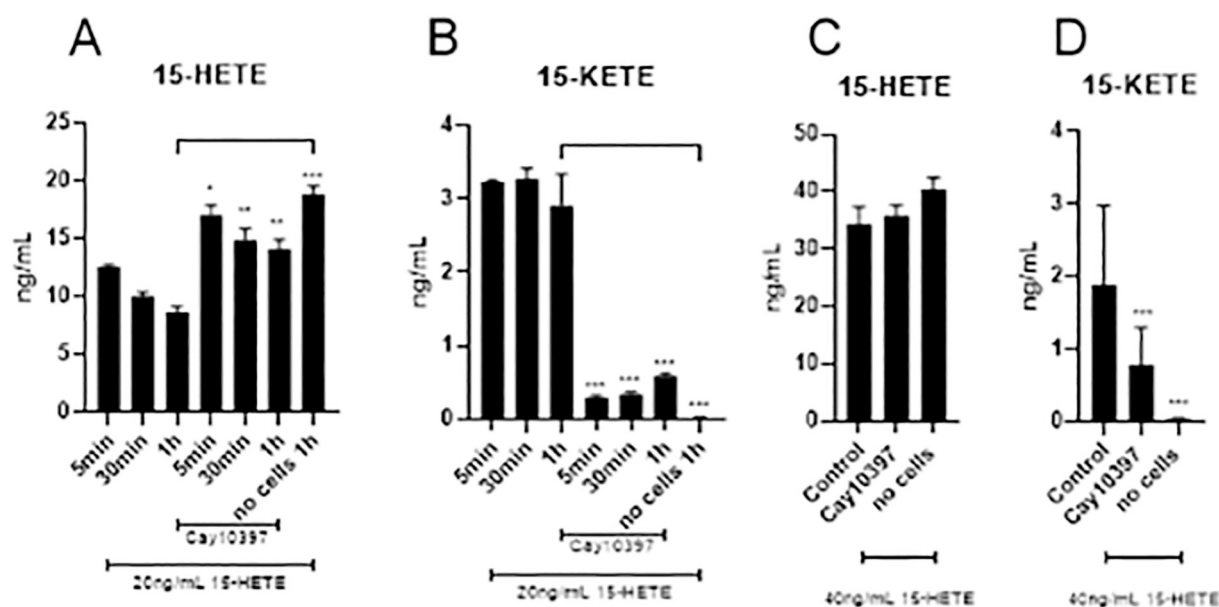 A
15-HETE
ng/mL
25
20
15
10
5
0
*
**
**
***
5min
30min
1h
5min
30min
1h
no cells 1h
Cay10397
20ng/mL 15-HETE
B
15-KETE
ng/mL
4
3
2
1
0
***
***
***
***
5min
30min
1h
5min
30min
1h
no cells 1h
Cay10397
20ng/mL 15-HETE
C
15-HETE
ng/mL
50
40
30
20
10
0
Control
Cay10397
no cells
40ng/mL 15-HETE
D
15-KETE
ng/mL
4
3
2
1
0
***
***
Control
Cay10397
no cells
40ng/mL 15-HETE